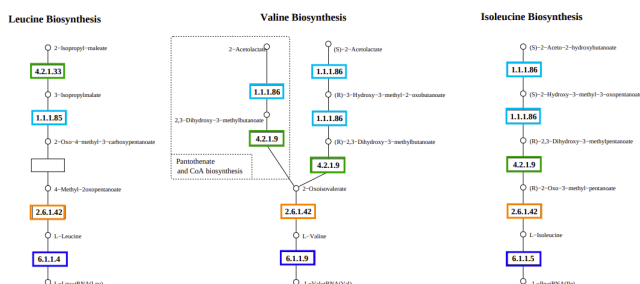 Leucine Biosynthesis
2-Isopropyl-maleate
4.2.1.33
3-Isopropylmalate
1.1.1.85
2-Oxo-4-methyl-3-carboxypentanoate
4-Methyl-2oxopentanoate
2.6.1.42
L-Leucine
6.1.1.4
Valine Biosynthesis
2-Acetolactate
1.1.1.86
2,3-Dihydroxy-3-methylbutanoate
4.2.1.9
Pantothenate
and CoA biosynthesis
(S)-2-Acetolactate
1.1.1.86
(R)-3-Hydroxy-3-methyl-2-oxobutanoate
1.1.1.86
(R)-2,3-Dihydroxy-3-methylbutanoate
4.2.1.9
2-Oxoisovalerate
2.6.1.42
L-Valine
6.1.1.9
Isoleucine Biosynthesis
(S)-2-Aceto-2-hydroxybutanoate
1.1.1.86
(S)-2-Hydroxy-3-methyl-3-oxopentanoate
1.1.1.86
(R)-2,3-Dihydroxy-3-methylpentanoate
4.2.1.9
(R)-2-Oxo-3-methyl-pentanoate
2.6.1.42
L-Isoleucine
6.1.1.5